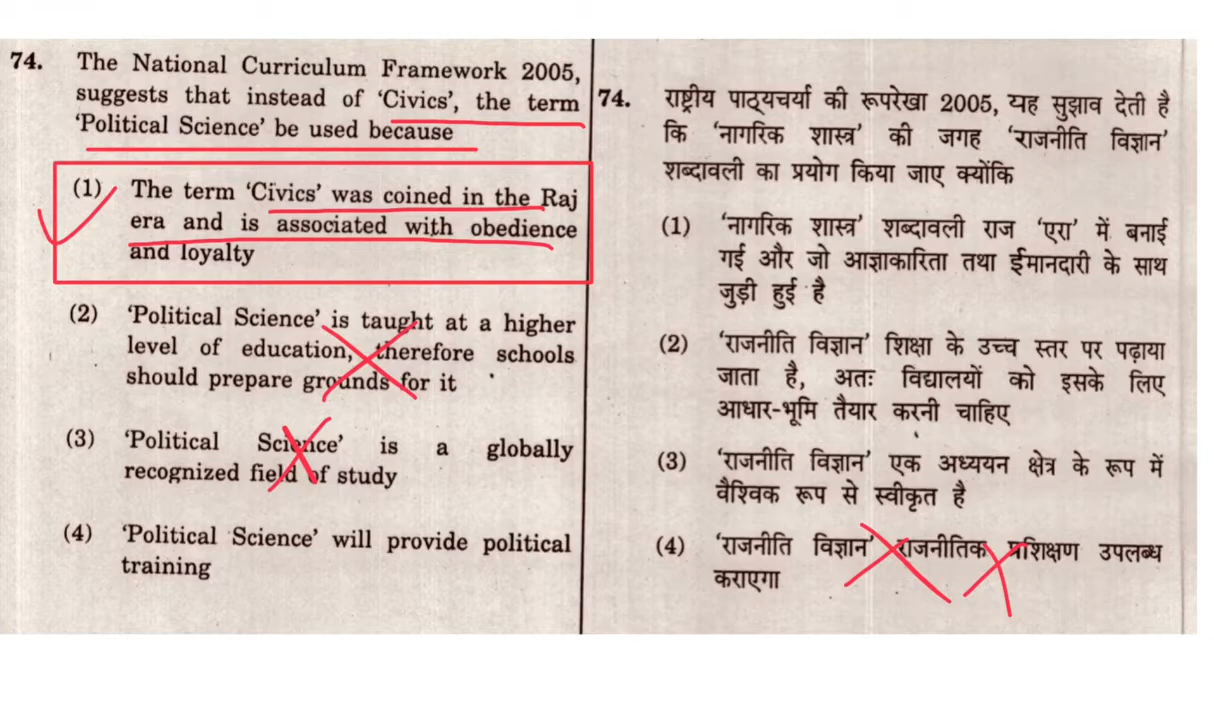 74. The National Curriculum Framework 2005,
suggests that instead of ‘Civics’, the term
‘Political Science’ be used because
(1) The term ‘Civics’ was coined in the Raj
era and is associated with obedience
and loyalty
(2) ‘Political Science’ is taught at a higher
level of education, therefore schools
should prepare grounds for it
(3) ‘Political Science’ is a globally
recognized field of study
(4) ‘Political Science’ will provide political
training
74. राष्ट्रीय पाठ्यचर्या की रूपरेखा 2005, यह सुझाव देती है
कि ‘नागरिक शास्त्र’ की जगह ‘राजनीति विज्ञान’
शब्दावली का प्रयोग किया जाए क्योंकि
(1) ‘नागरिक शास्त्र’ शब्दावली राज ‘एरा’ में बनाई
गई और जो आज्ञाकारिता तथा ईमानदारी के साथ
जुड़ी हुई है
(2) ‘राजनीति विज्ञान’ शिक्षा के उच्च स्तर पर पढ़ाया
जाता है, अतः विद्यालयों को इसके लिए
आधार-भूमि तैयार करनी चाहिए
(3) ‘राजनीति विज्ञान’ एक अध्ययन क्षेत्र के रूप में
वैश्विक रूप से स्वीकृत है
(4) ‘राजनीति विज्ञान’ राजनीतिक प्रशिक्षण उपलब्ध
कराएगा